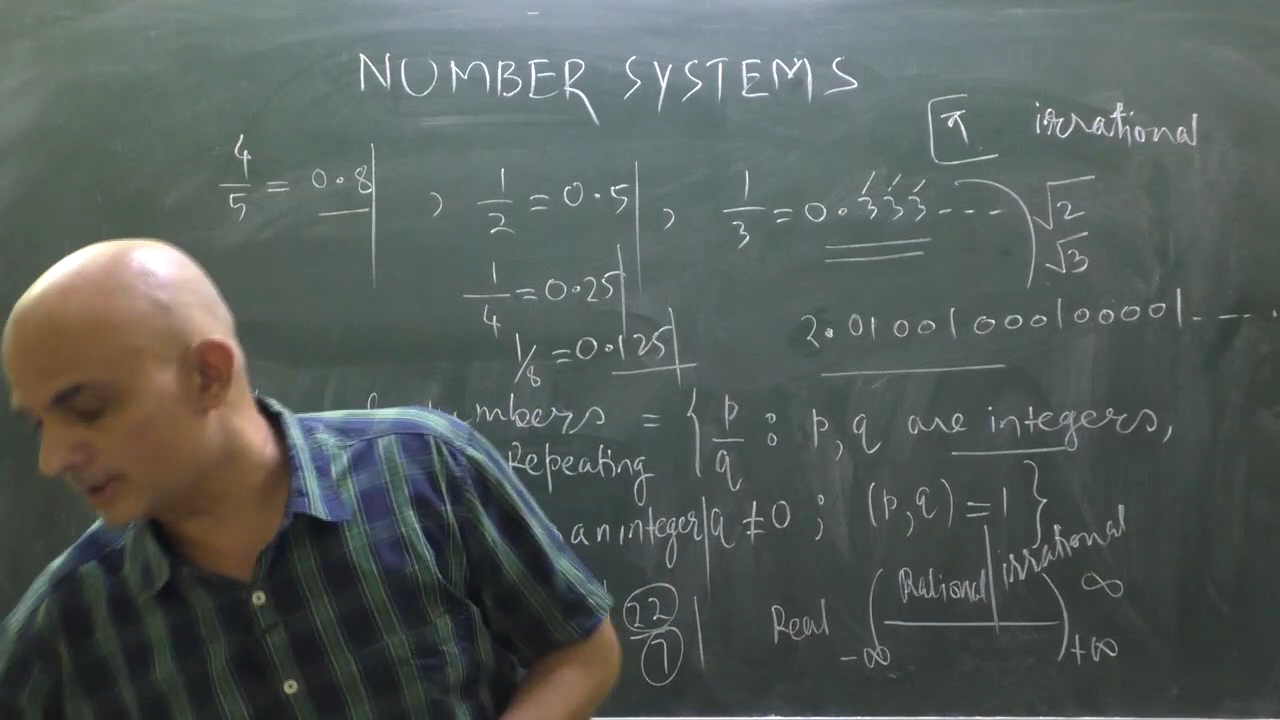 NUMBER SYSTEMS
π irrational
4/5 = 0.8 , 1/2 = 0.5 , 1/3 = 0.333---- √2
√3
1/4 = 0.25
2.01001000100001----.
1/8 = 0.125
numbers = { p/q : p, q are integers,
Repeating
an integer q ≠ 0 ; (p, q) = 1 }
Rational irrational ∞
22/7 Real
-∞ +∞